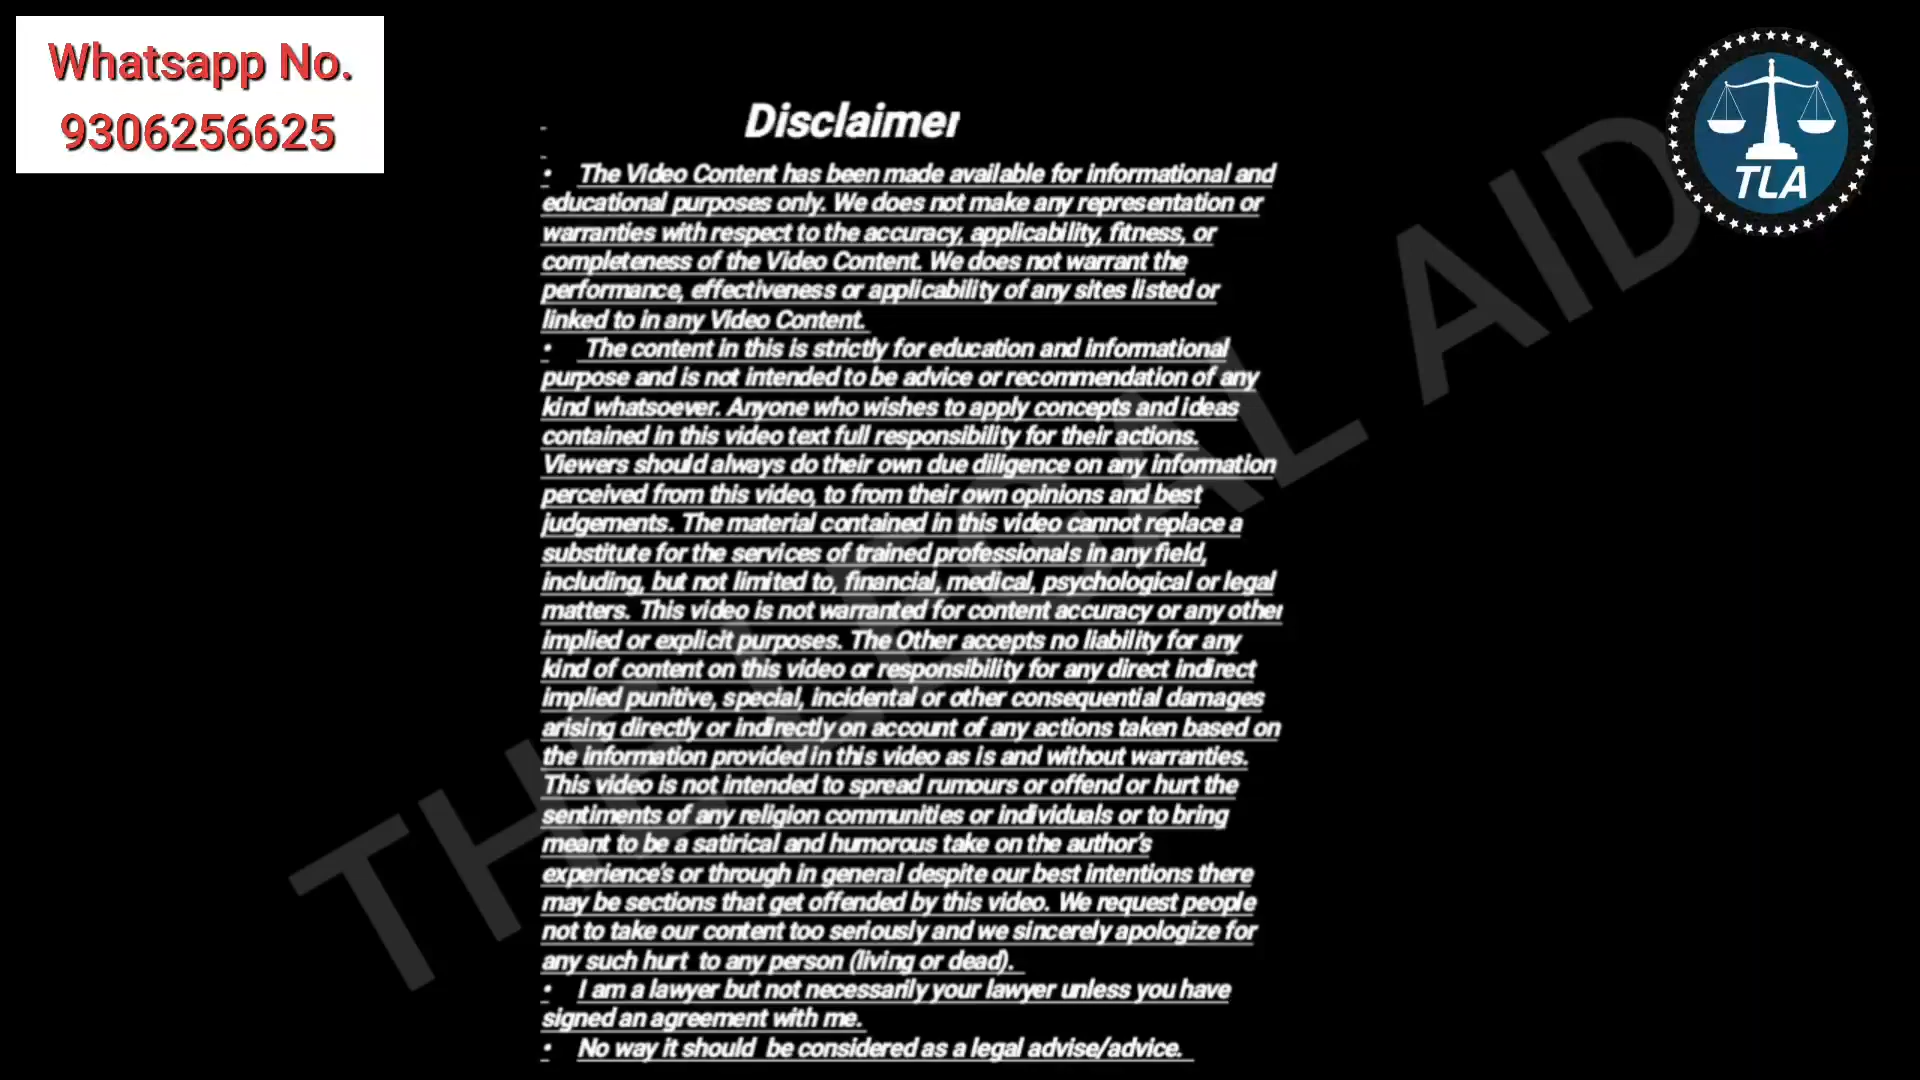 Whatsapp No.
9306256625
TLA
THE LEGAL AID
Disclaimer
• The Video Content has been made available for informational and
educational purposes only. We does not make any representation or
warranties with respect to the accuracy, applicability, fitness, or
completeness of the Video Content. We does not warrant the
performance, effectiveness or applicability of any sites listed or
linked to in any Video Content.
• The content in this is strictly for education and informational
purpose and is not intended to be advice or recommendation of any
kind whatsoever. Anyone who wishes to apply concepts and ideas
contained in this video text full responsibility for their actions.
Viewers should always do their own due diligence on any information
perceived from this video, to from their own opinions and best
judgements. The material contained in this video cannot replace a
substitute for the services of trained professionals in any field,
including, but not limited to, financial, medical, psychological or legal
matters. This video is not warranted for content accuracy or any other
implied or explicit purposes. The Other accepts no liability for any
kind of content on this video or responsibility for any direct indirect
implied punitive, special, incidental or other consequential damages
arising directly or indirectly on account of any actions taken based on
the information provided in this video as is and without warranties.
This video is not intended to spread rumours or offend or hurt the
sentiments of any religion communities or individuals or to bring
meant to be a satirical and humorous take on the author's
experience's or through in general despite our best intentions there
may be sections that get offended by this video. We request people
not to take our content too seriously and we sincerely apologize for
any such hurt to any person (living or dead).
• I am a lawyer but not necessarily your lawyer unless you have
signed an agreement with me.
• No way it should be considered as a legal advise/advice.